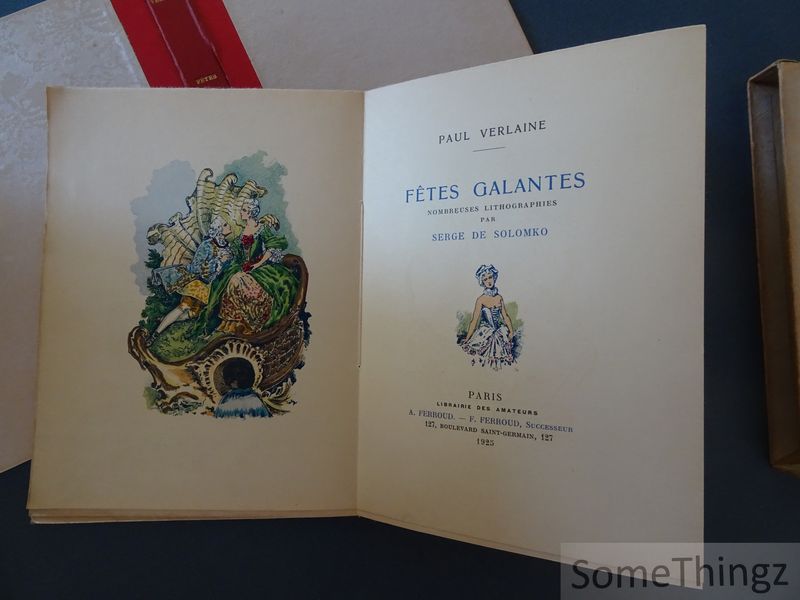 FÊTES
PAUL VERLAINE
FÊTES GALANTES
NOMBREUSES LITHOGRAPHIES
PAR
SERGE DE SOLOMKO
PARIS
LIBRAIRIE DES AMATEURS
A. FERROUD. — F. FERROUD, SUCCESSEUR
127, BOULEVARD SAINT-GERMAIN, 127
1925
SomeThingz